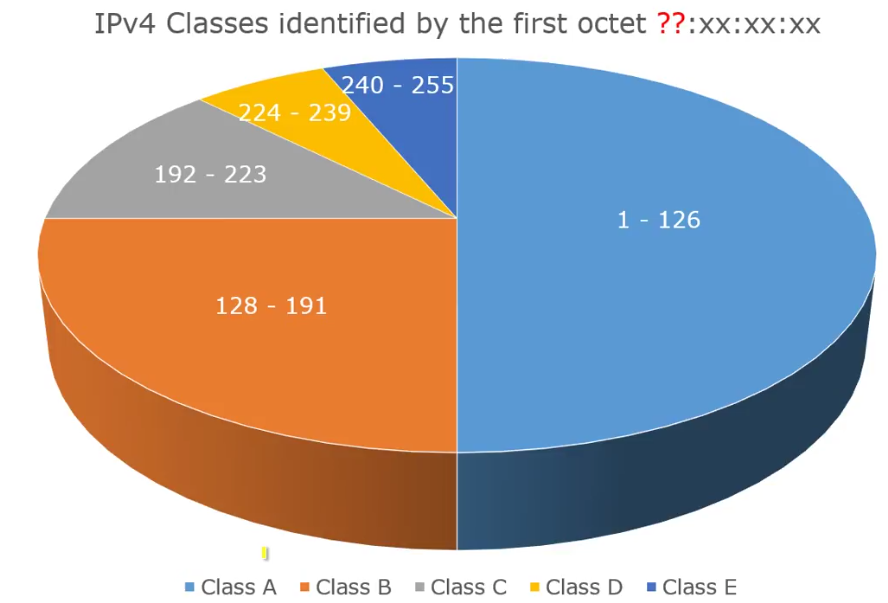 IPv4 Classes identified by the first octet ??:xx:xx:xx
240 - 255
224 - 239
192 - 223
1 - 126
128 - 191
Class A Class B Class C Class D Class E